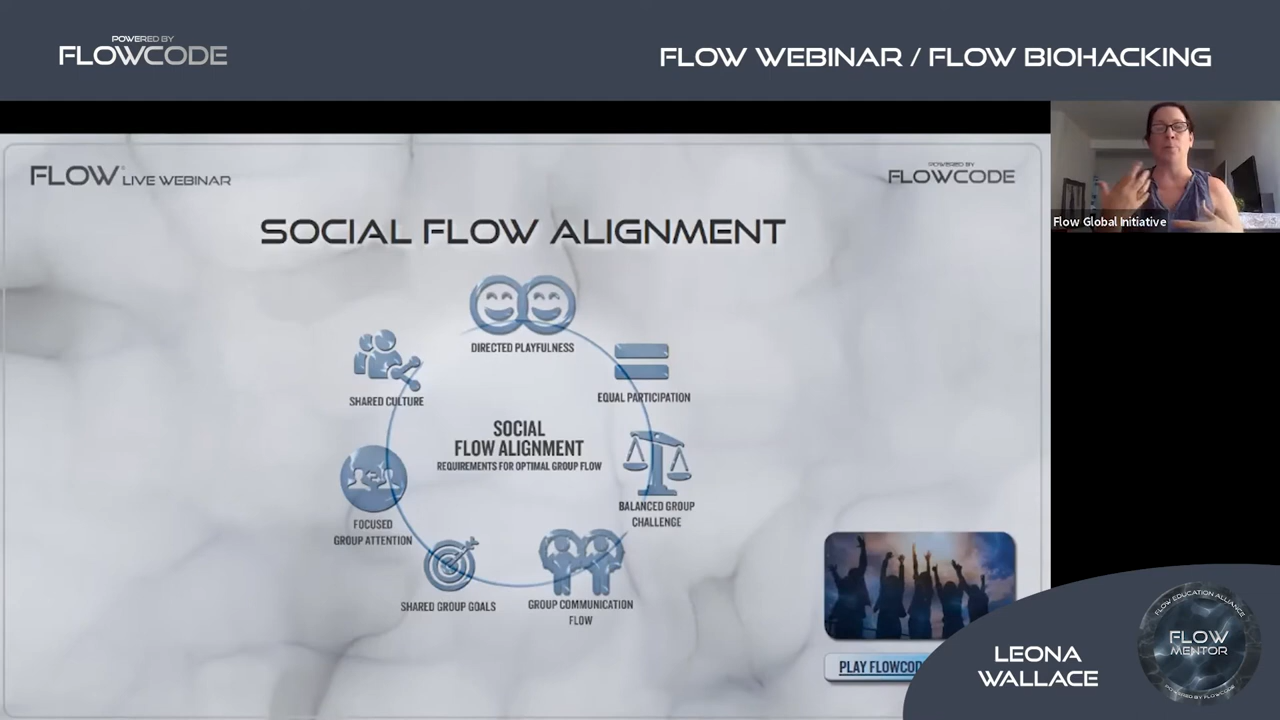 POWERED BY
FLOWCODE
FLOW WEBINAR / FLOW BIOHACKING
FLOW LIVE WEBINAR
POWERED BY
FLOWCODE
SOCIAL FLOW ALIGNMENT
DIRECTED PLAYFULNESS
SHARED CULTURE
EQUAL PARTICIPATION
SOCIAL
FLOW ALIGNMENT
REQUIREMENTS FOR OPTIMAL GROUP FLOW
BALANCED GROUP
CHALLENGE
FOCUSED
GROUP ATTENTION
SHARED GROUP GOALS
GROUP COMMUNICATION
FLOW
PLAY FLOWCOD
Flow Global Initiative
LEONA
WALLACE
FLOW EDUCATION ALLIANCE
FLOW
MENTOR
POWERED BY FLOWCODE